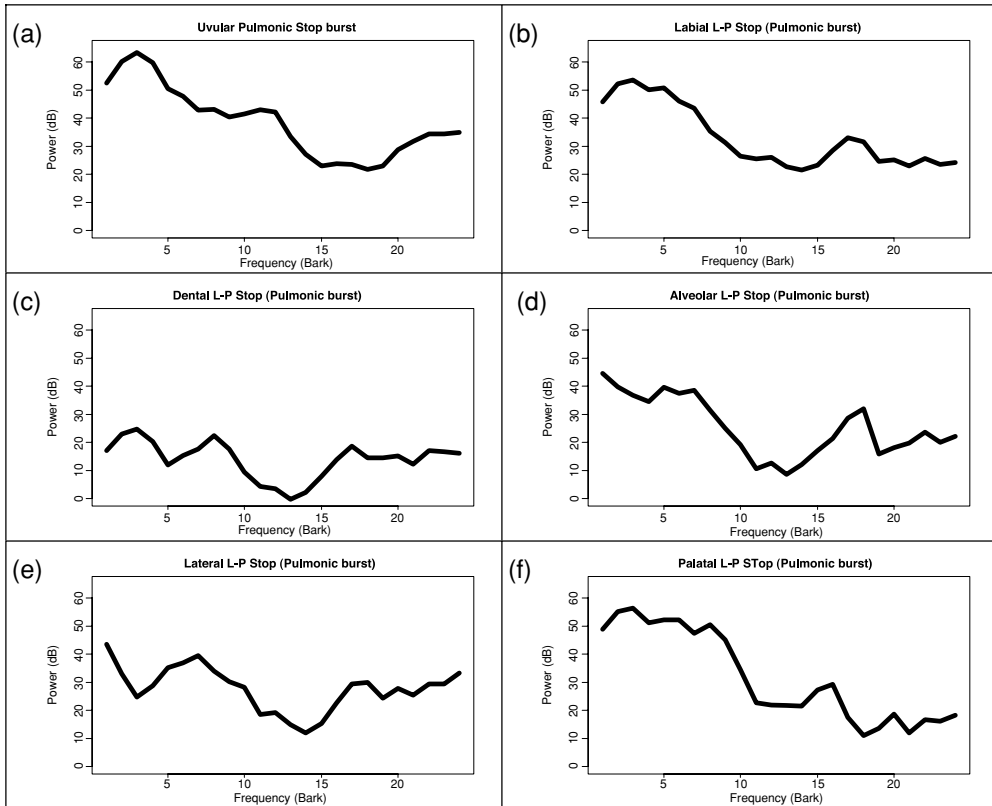 (a)
Uvular Pulmonic Stop burst
Power (dB)
0 10 20 30 40 50 60
5 10 15 20
Frequency (Bark)
(b)
Labial L-P Stop (Pulmonic burst)
Power (dB)
0 10 20 30 40 50 60
5 10 15 20
Frequency (Bark)
(c)
Dental L-P Stop (Pulmonic burst)
Power (dB)
0 10 20 30 40 50 60
5 10 15 20
Frequency (Bark)
(d)
Alveolar L-P Stop (Pulmonic burst)
Power (dB)
0 10 20 30 40 50 60
5 10 15 20
Frequency (Bark)
(e)
Lateral L-P Stop (Pulmonic burst)
Power (dB)
0 10 20 30 40 50 60
5 10 15 20
Frequency (Bark)
(f)
Palatal L-P STop (Pulmonic burst)
Power (dB)
0 10 20 30 40 50 60
5 10 15 20
Frequency (Bark)